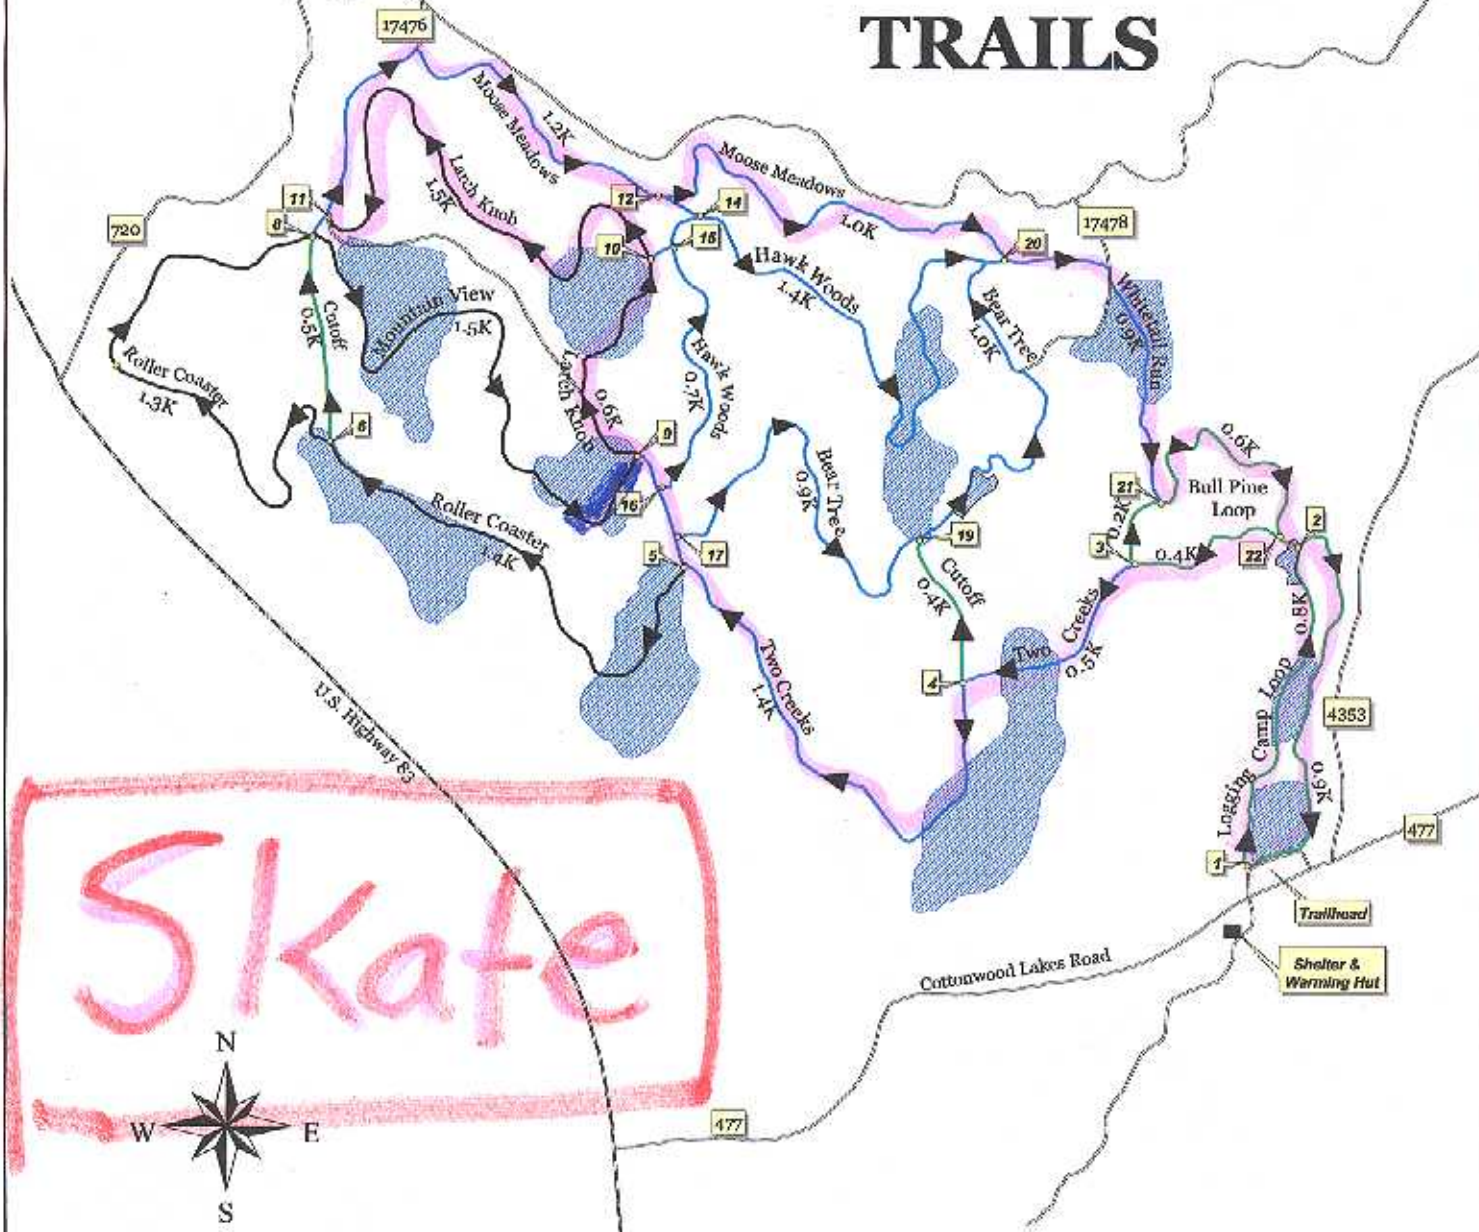 TRAILS
17476
Moose Meadows
1.2K
Moose Meadows
1.0K
Larch Knob
1.5K
12
14
15
10
11
8
720
17478
20
Hawk Woods
1.4K
Whitetail Run
0.9K
Bear Tree
1.0K
Mountain View
1.5K
Cutoff
0.5K
Roller Coaster
1.3K
Larch Knob
0.6K
Hawk Woods
0.7K
6
9
16
Bear Tree
0.9K
0.6K
Bull Pine
Loop
21
0.2K
2
22
3
0.4K
Roller Coaster
1.4K
5
17
19
Cutoff
0.4K
Two Creeks
0.5K
4
0.8K
Logging Camp Loop
4353
0.9K
Two Creeks
1.4K
U.S. Highway 83
477
1
Trailhead
Shelter &
Warming Hut
Cottonwood Lakes Road
Skate
N
W E
S
477